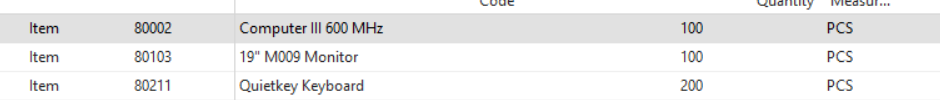 Code Quantity Measur...
Item 80002 Computer III 600 MHz 100 PCS
Item 80103 19" M009 Monitor 100 PCS
Item 80211 Quietkey Keyboard 200 PCS